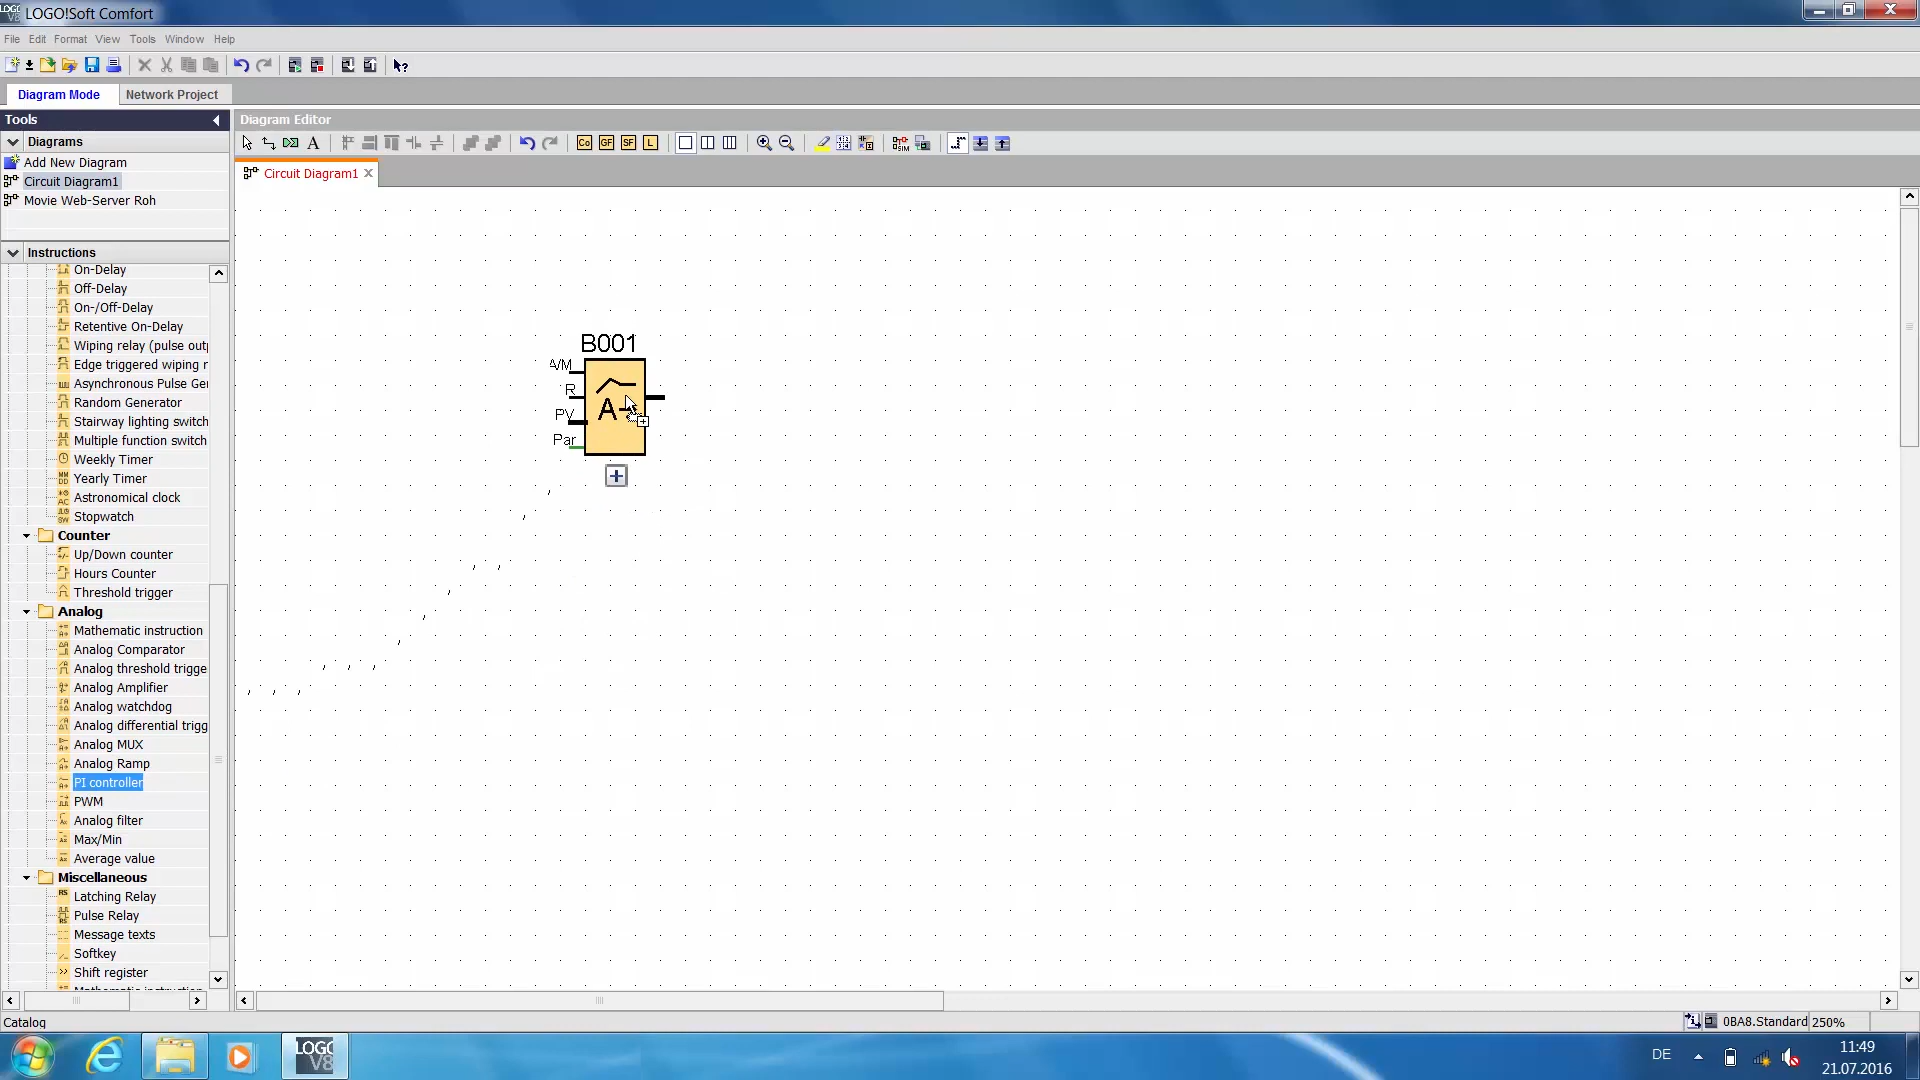 LOGO!Soft Comfort
File Edit Format View Tools Window Help
Diagram Mode Network Project
Tools
Diagram Editor
Diagrams
Co GF SF L
Add New Diagram
Circuit Diagram1
Circuit Diagram1
Movie Web-Server Roh
Instructions
On-Delay
Off-Delay
On-/Off-Delay
Retentive On-Delay
Wiping relay (pulse outp
Edge triggered wiping r
Asynchronous Pulse Ger
Random Generator
Stairway lighting switch
Multiple function switch
Weekly Timer
Yearly Timer
Astronomical clock
Stopwatch
Counter
Up/Down counter
Hours Counter
Threshold trigger
Analog
Mathematic instruction
Analog Comparator
Analog threshold trigge
Analog Amplifier
Analog watchdog
Analog differential trigg
Analog MUX
Analog Ramp
PI controller
PWM
Analog filter
Max/Min
Average value
Miscellaneous
Latching Relay
Pulse Relay
Message texts
Softkey
Shift register
B001
A/M
R
PV
Par
A
Catalog
0BA8.Standard 250%
LOGO V8
DE
11:49
21.07.2016